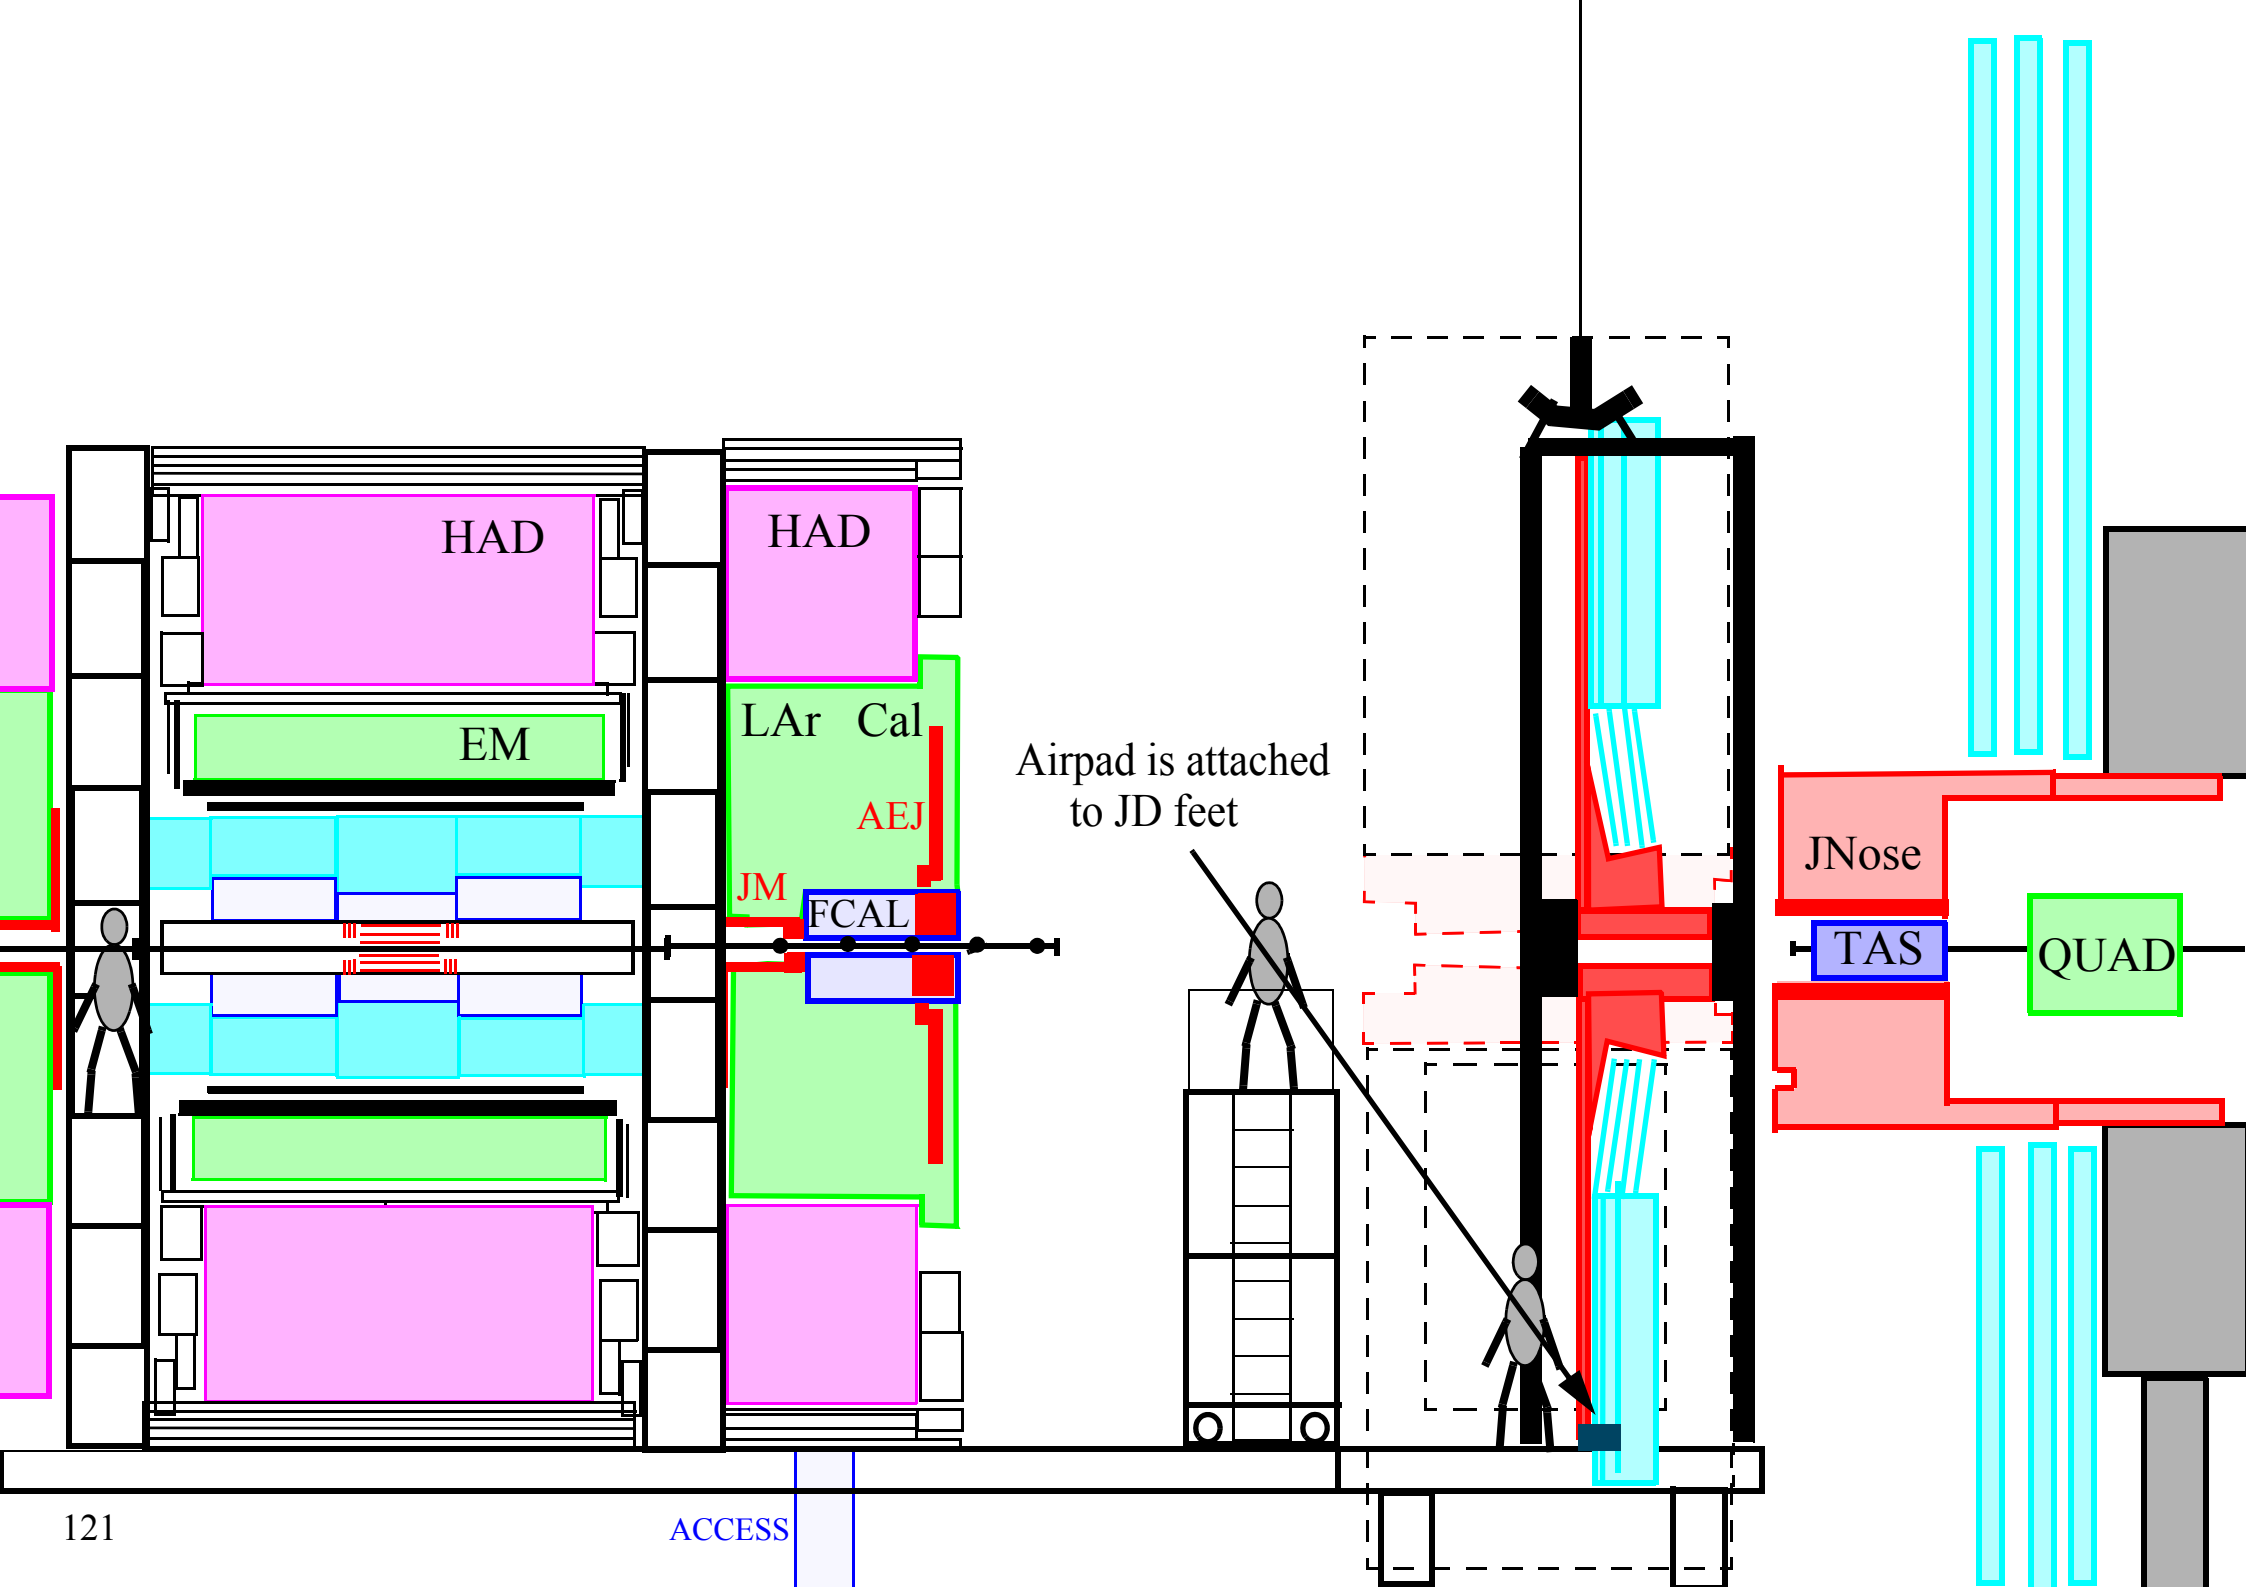 HAD
HAD
LAr Cal
EM
Airpad is attached
to JD feet
AEJ
JM
FCAL
JNose
TAS
QUAD
121
ACCESS